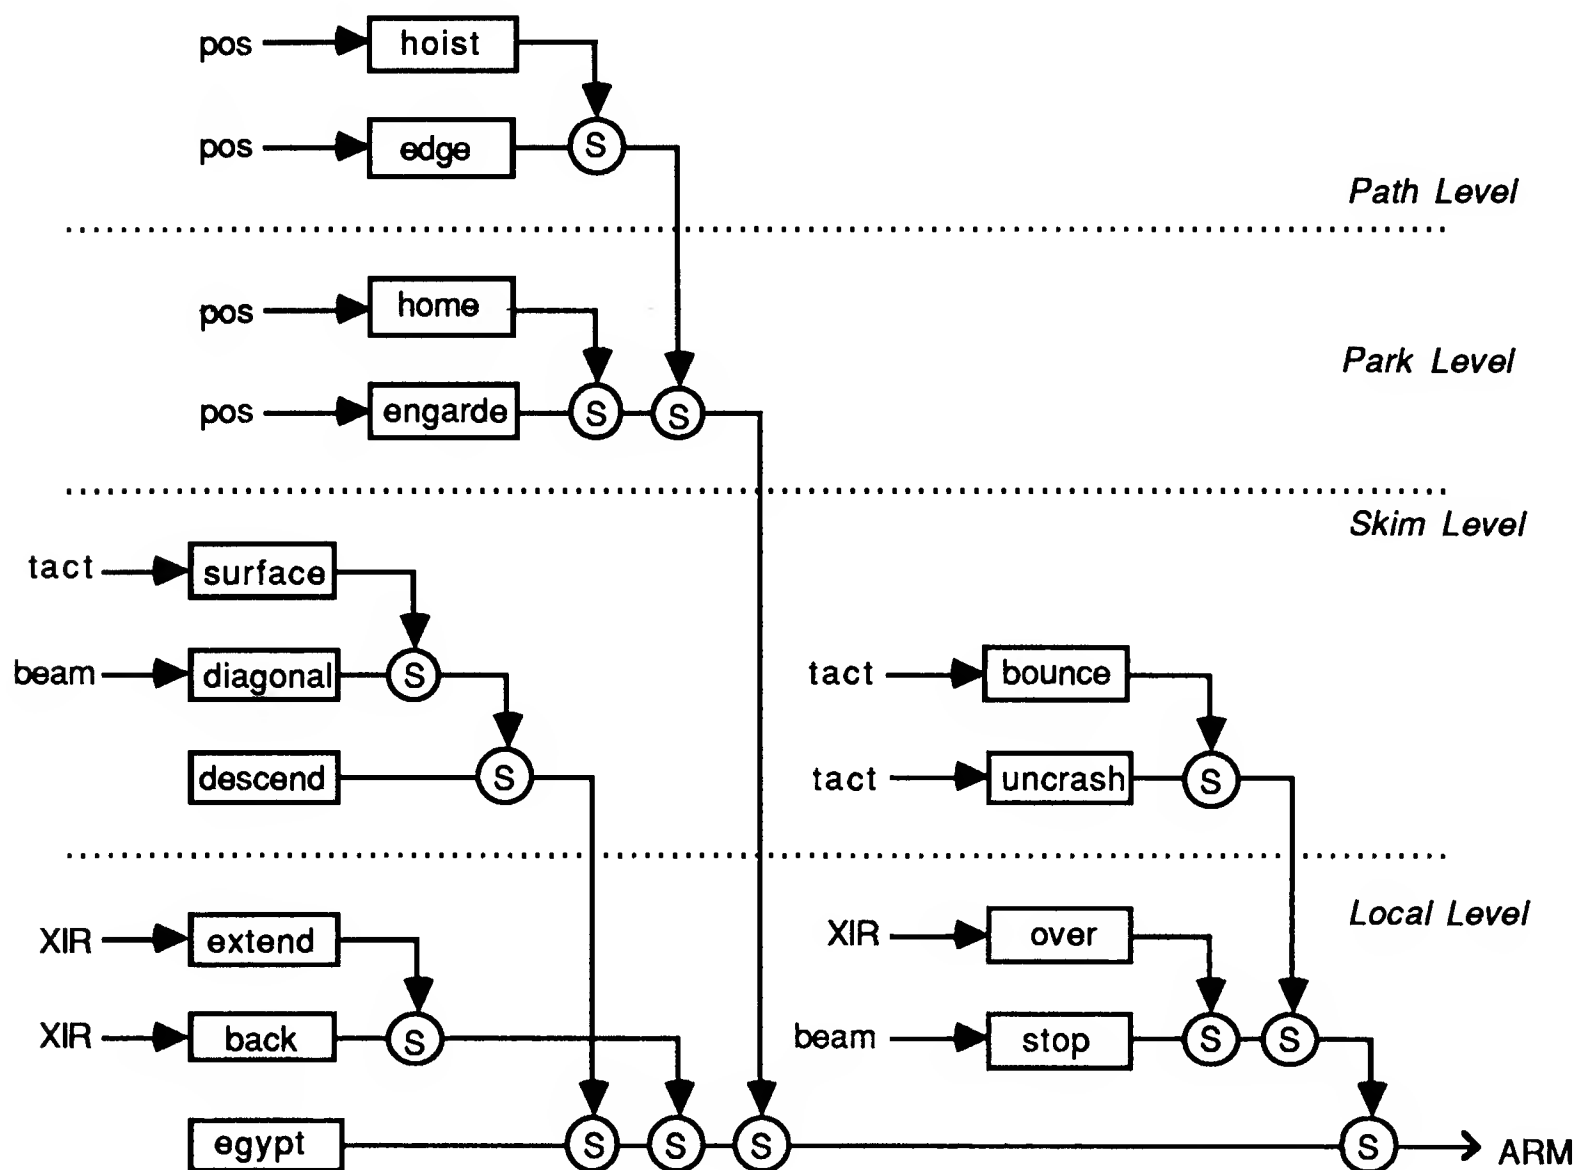 pos hoist
pos edge S
Path Level
pos home
Park Level
pos engarde S S
Skim Level
tact surface
beam diagonal S tact bounce
descend S tact uncrash S
Local Level
XIR extend XIR over
XIR back S beam stop S S
egypt S S S S ARM